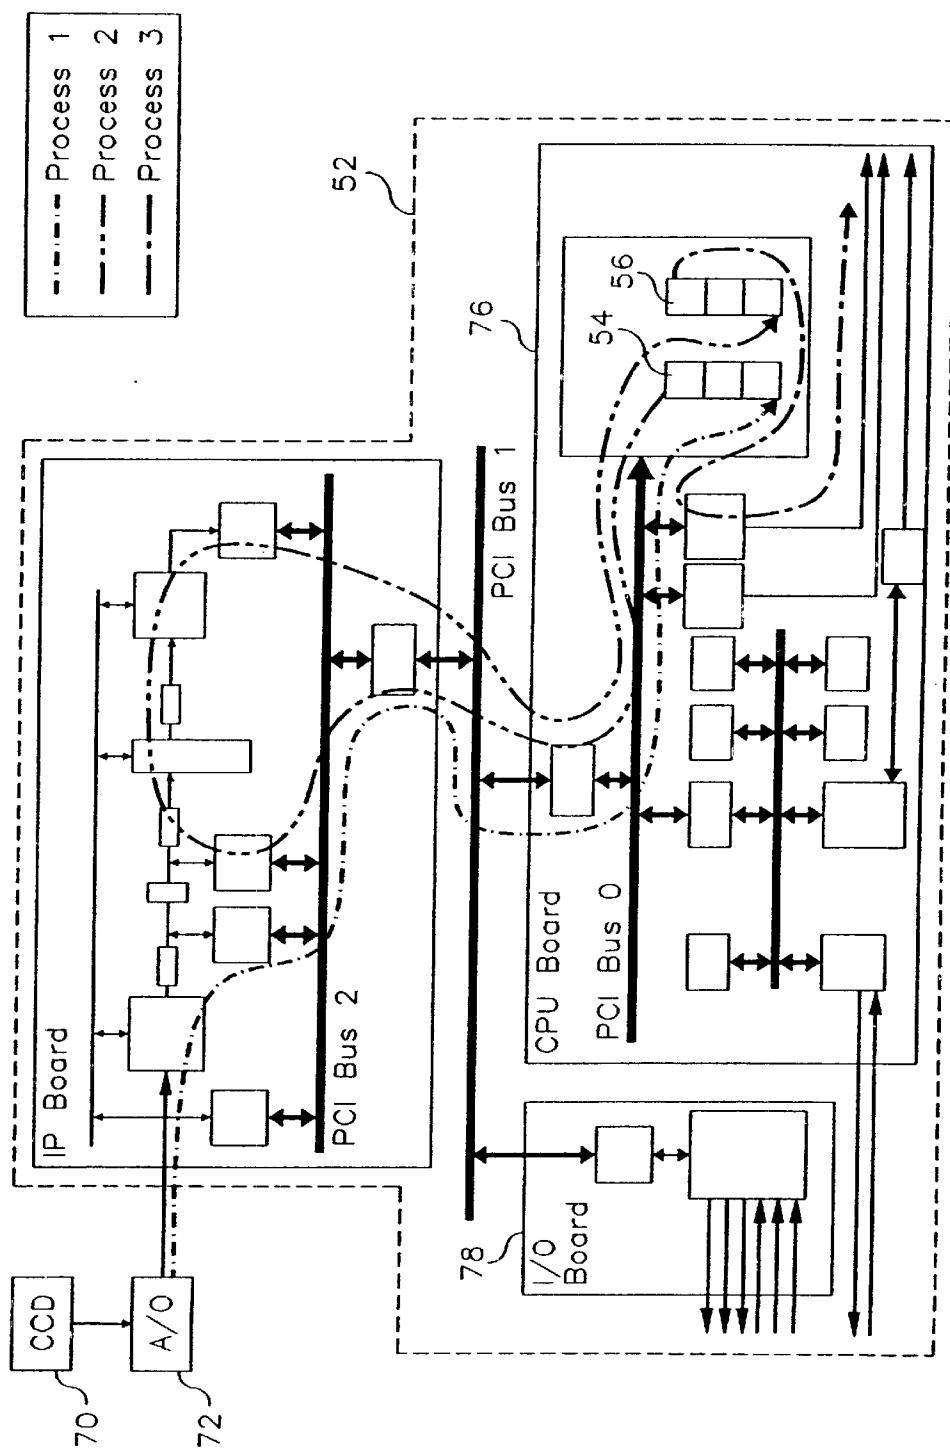 Process 1
Process 2
Process 3
52
CCD
70
A/O
72
IP Board
PCI Bus 2
PCI Bus 1
76
CPU Board
PCI Bus 0
54
56
78
I/O
Board